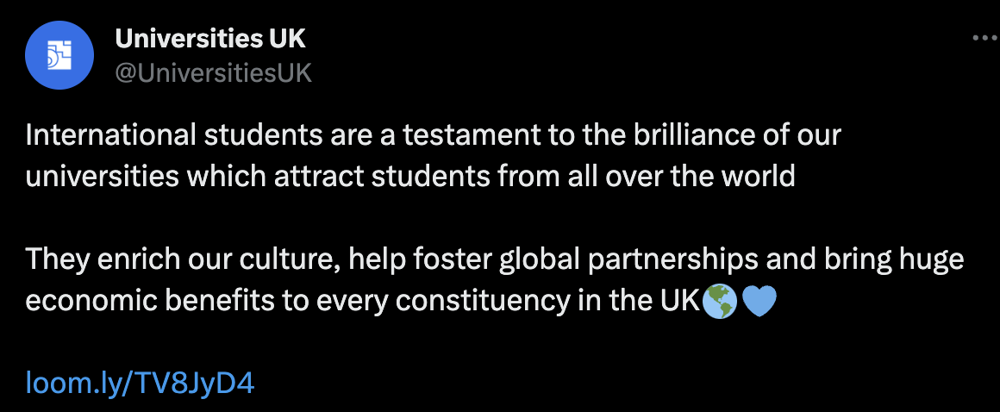 Universities UK
@UniversitiesUK
International students are a testament to the brilliance of our
universities which attract students from all over the world
They enrich our culture, help foster global partnerships and bring huge
economic benefits to every constituency in the UK🌎💙
loom.ly/TV8JyD4